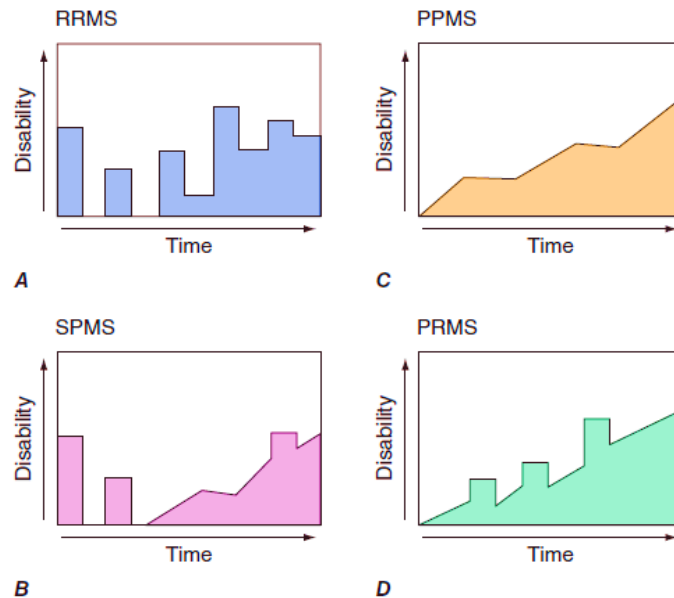 RRMS
Disability
Time
A
PPMS
Disability
Time
C
SPMS
Disability
Time
B
PRMS
Disability
Time
D